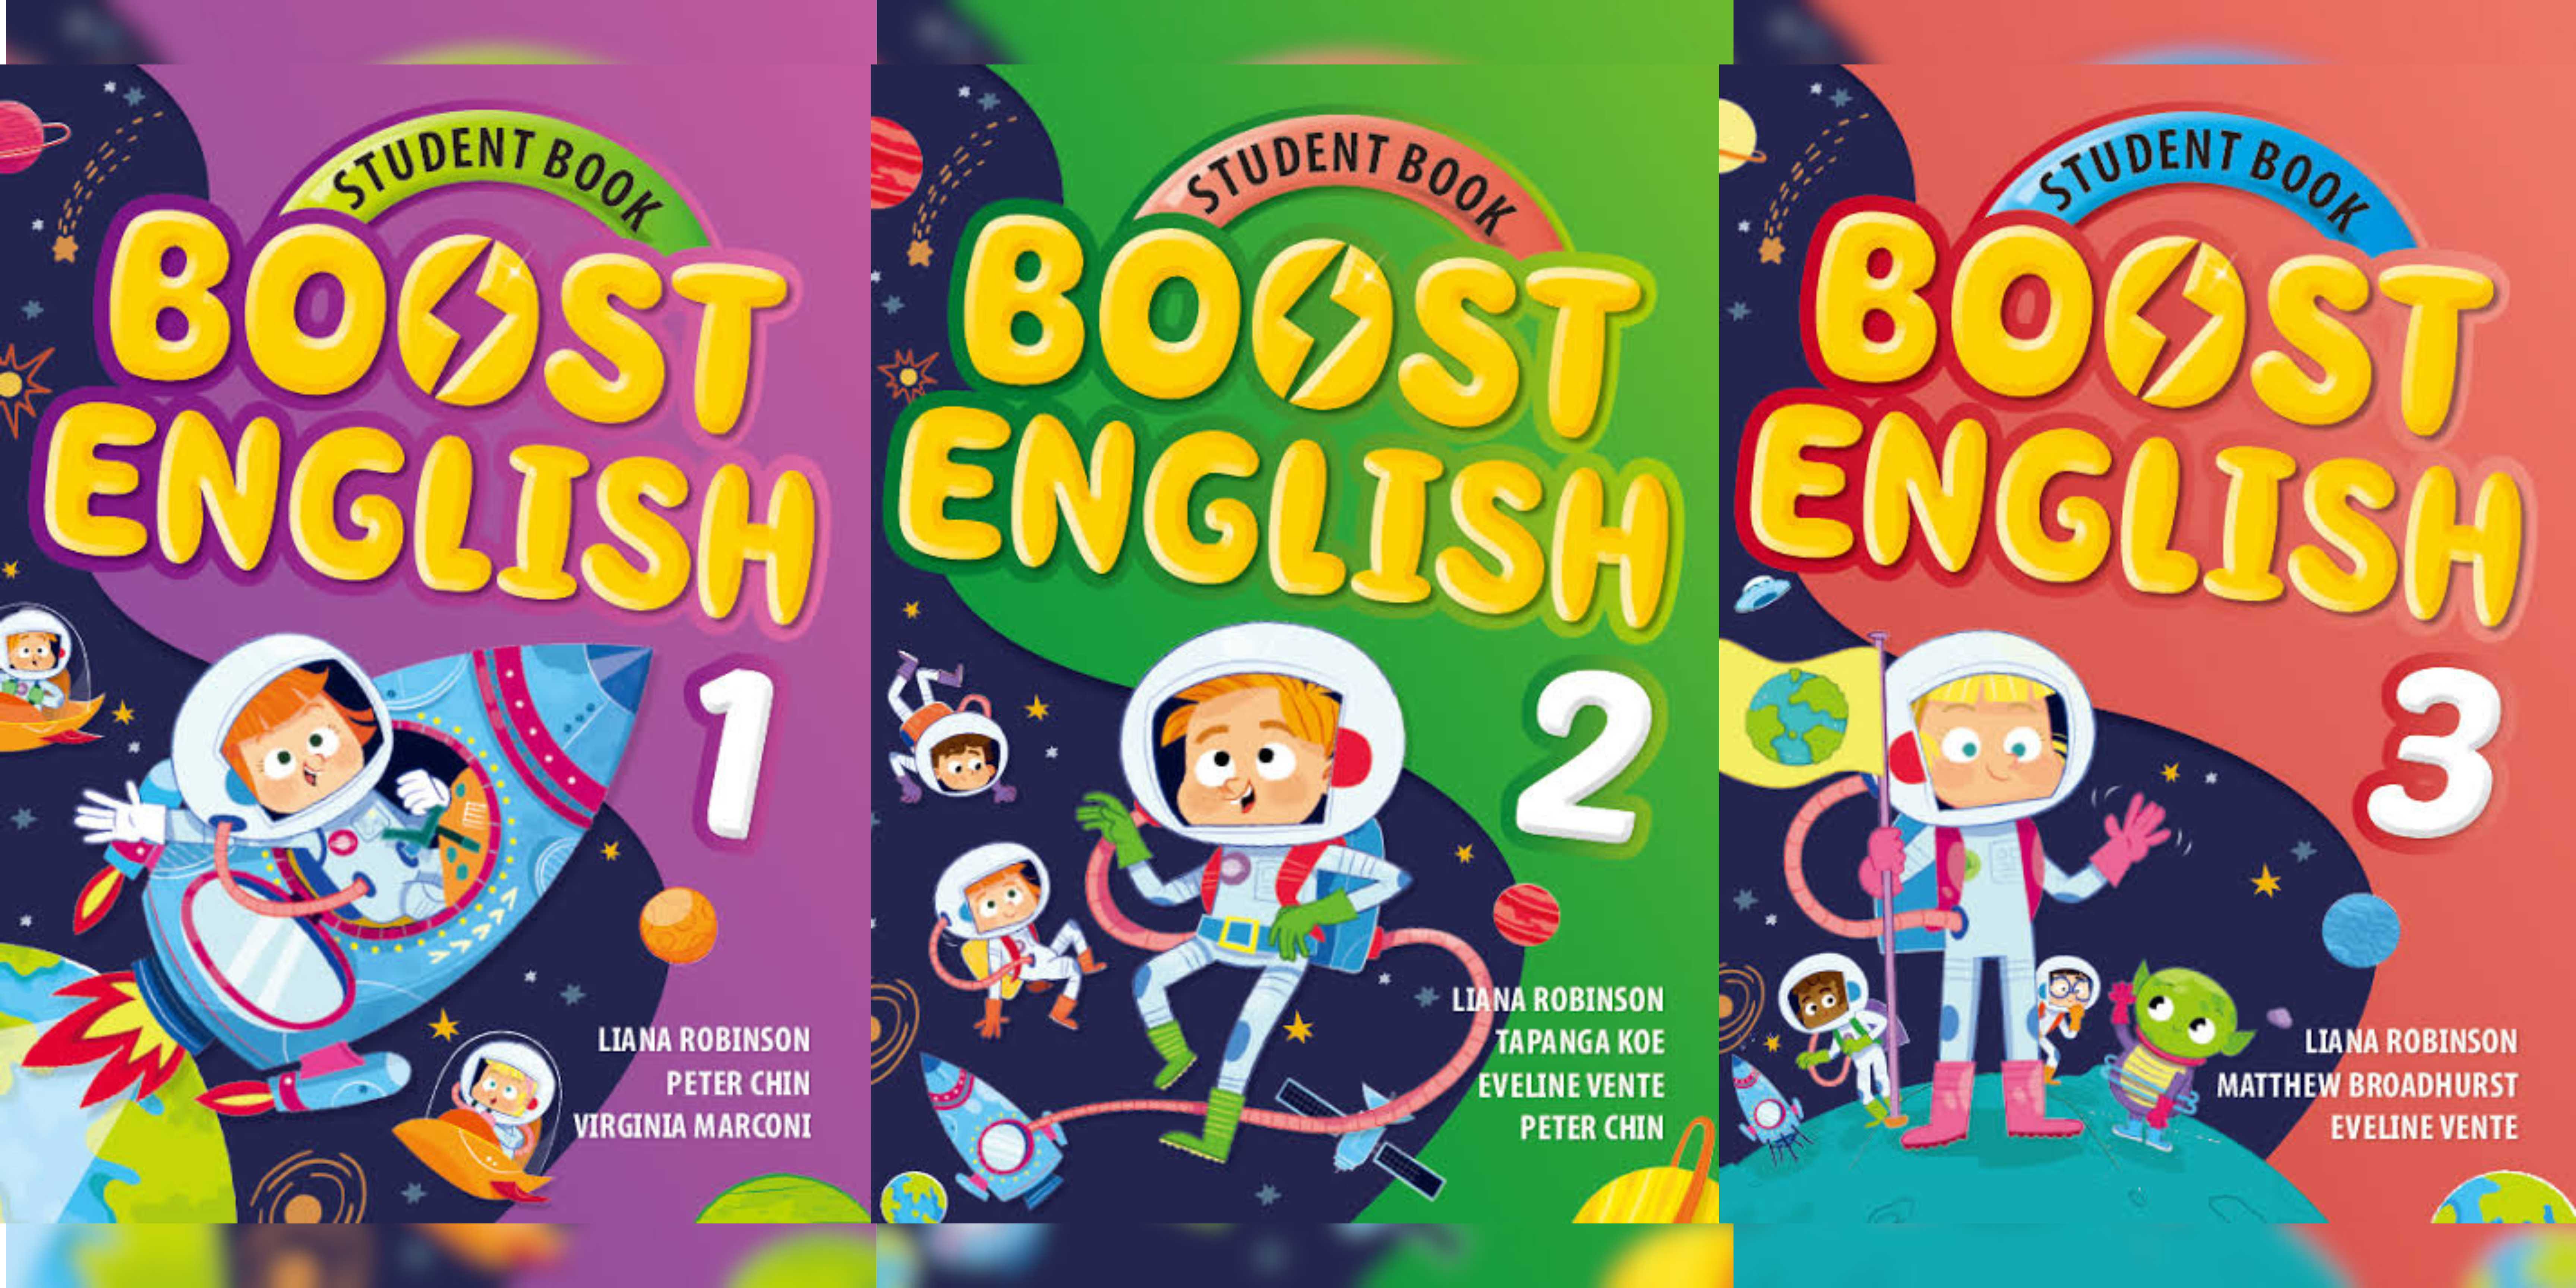 STUDENT BOOK
BOOST
ENGLISH
1
LIANA ROBINSON
PETER CHIN
VIRGINIA MARCONI
STUDENT BOOK
BOOST
ENGLISH
2
LIANA ROBINSON
TAPANGA KOE
EVELINE VENTE
PETER CHIN
STUDENT BOOK
BOOST
ENGLISH
3
LIANA ROBINSON
MATTHEW BROADHURST
EVELINE VENTE